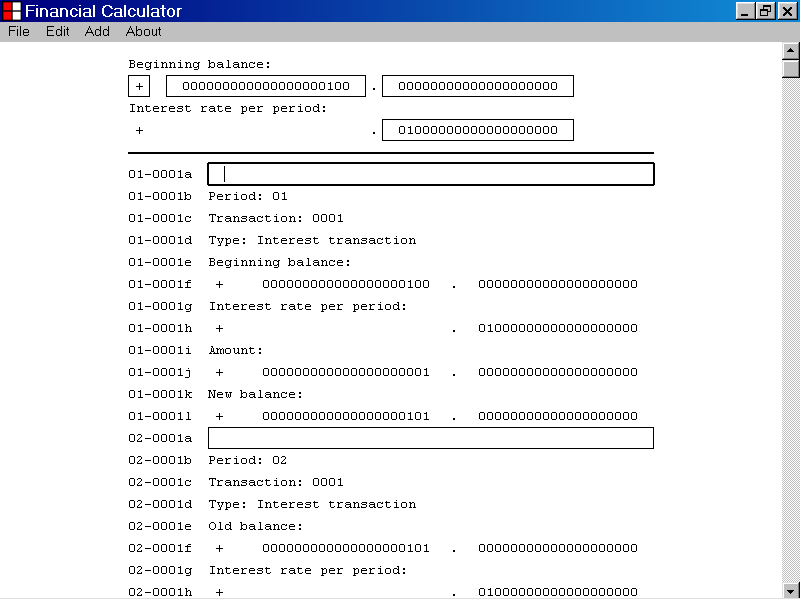 Financial Calculator
File Edit Add About
Beginning balance:
+ 000000000000000000000100 . 00000000000000000000
Interest rate per period:
+ . 01000000000000000000
01-0001a
01-0001b Period: 01
01-0001c Transaction: 0001
01-0001d Type: Interest transaction
01-0001e Beginning balance:
01-0001f + 000000000000000000100 . 00000000000000000000
01-0001g Interest rate per period:
01-0001h + . 01000000000000000000
01-0001i Amount:
01-0001j + 000000000000000000001 . 00000000000000000000
01-0001k New balance:
01-0001l + 000000000000000000101 . 00000000000000000000
02-0001a
02-0001b Period: 02
02-0001c Transaction: 0001
02-0001d Type: Interest transaction
02-0001e Old balance:
02-0001f + 000000000000000000101 . 00000000000000000000
02-0001g Interest rate per period:
02-0001h + . 01000000000000000000